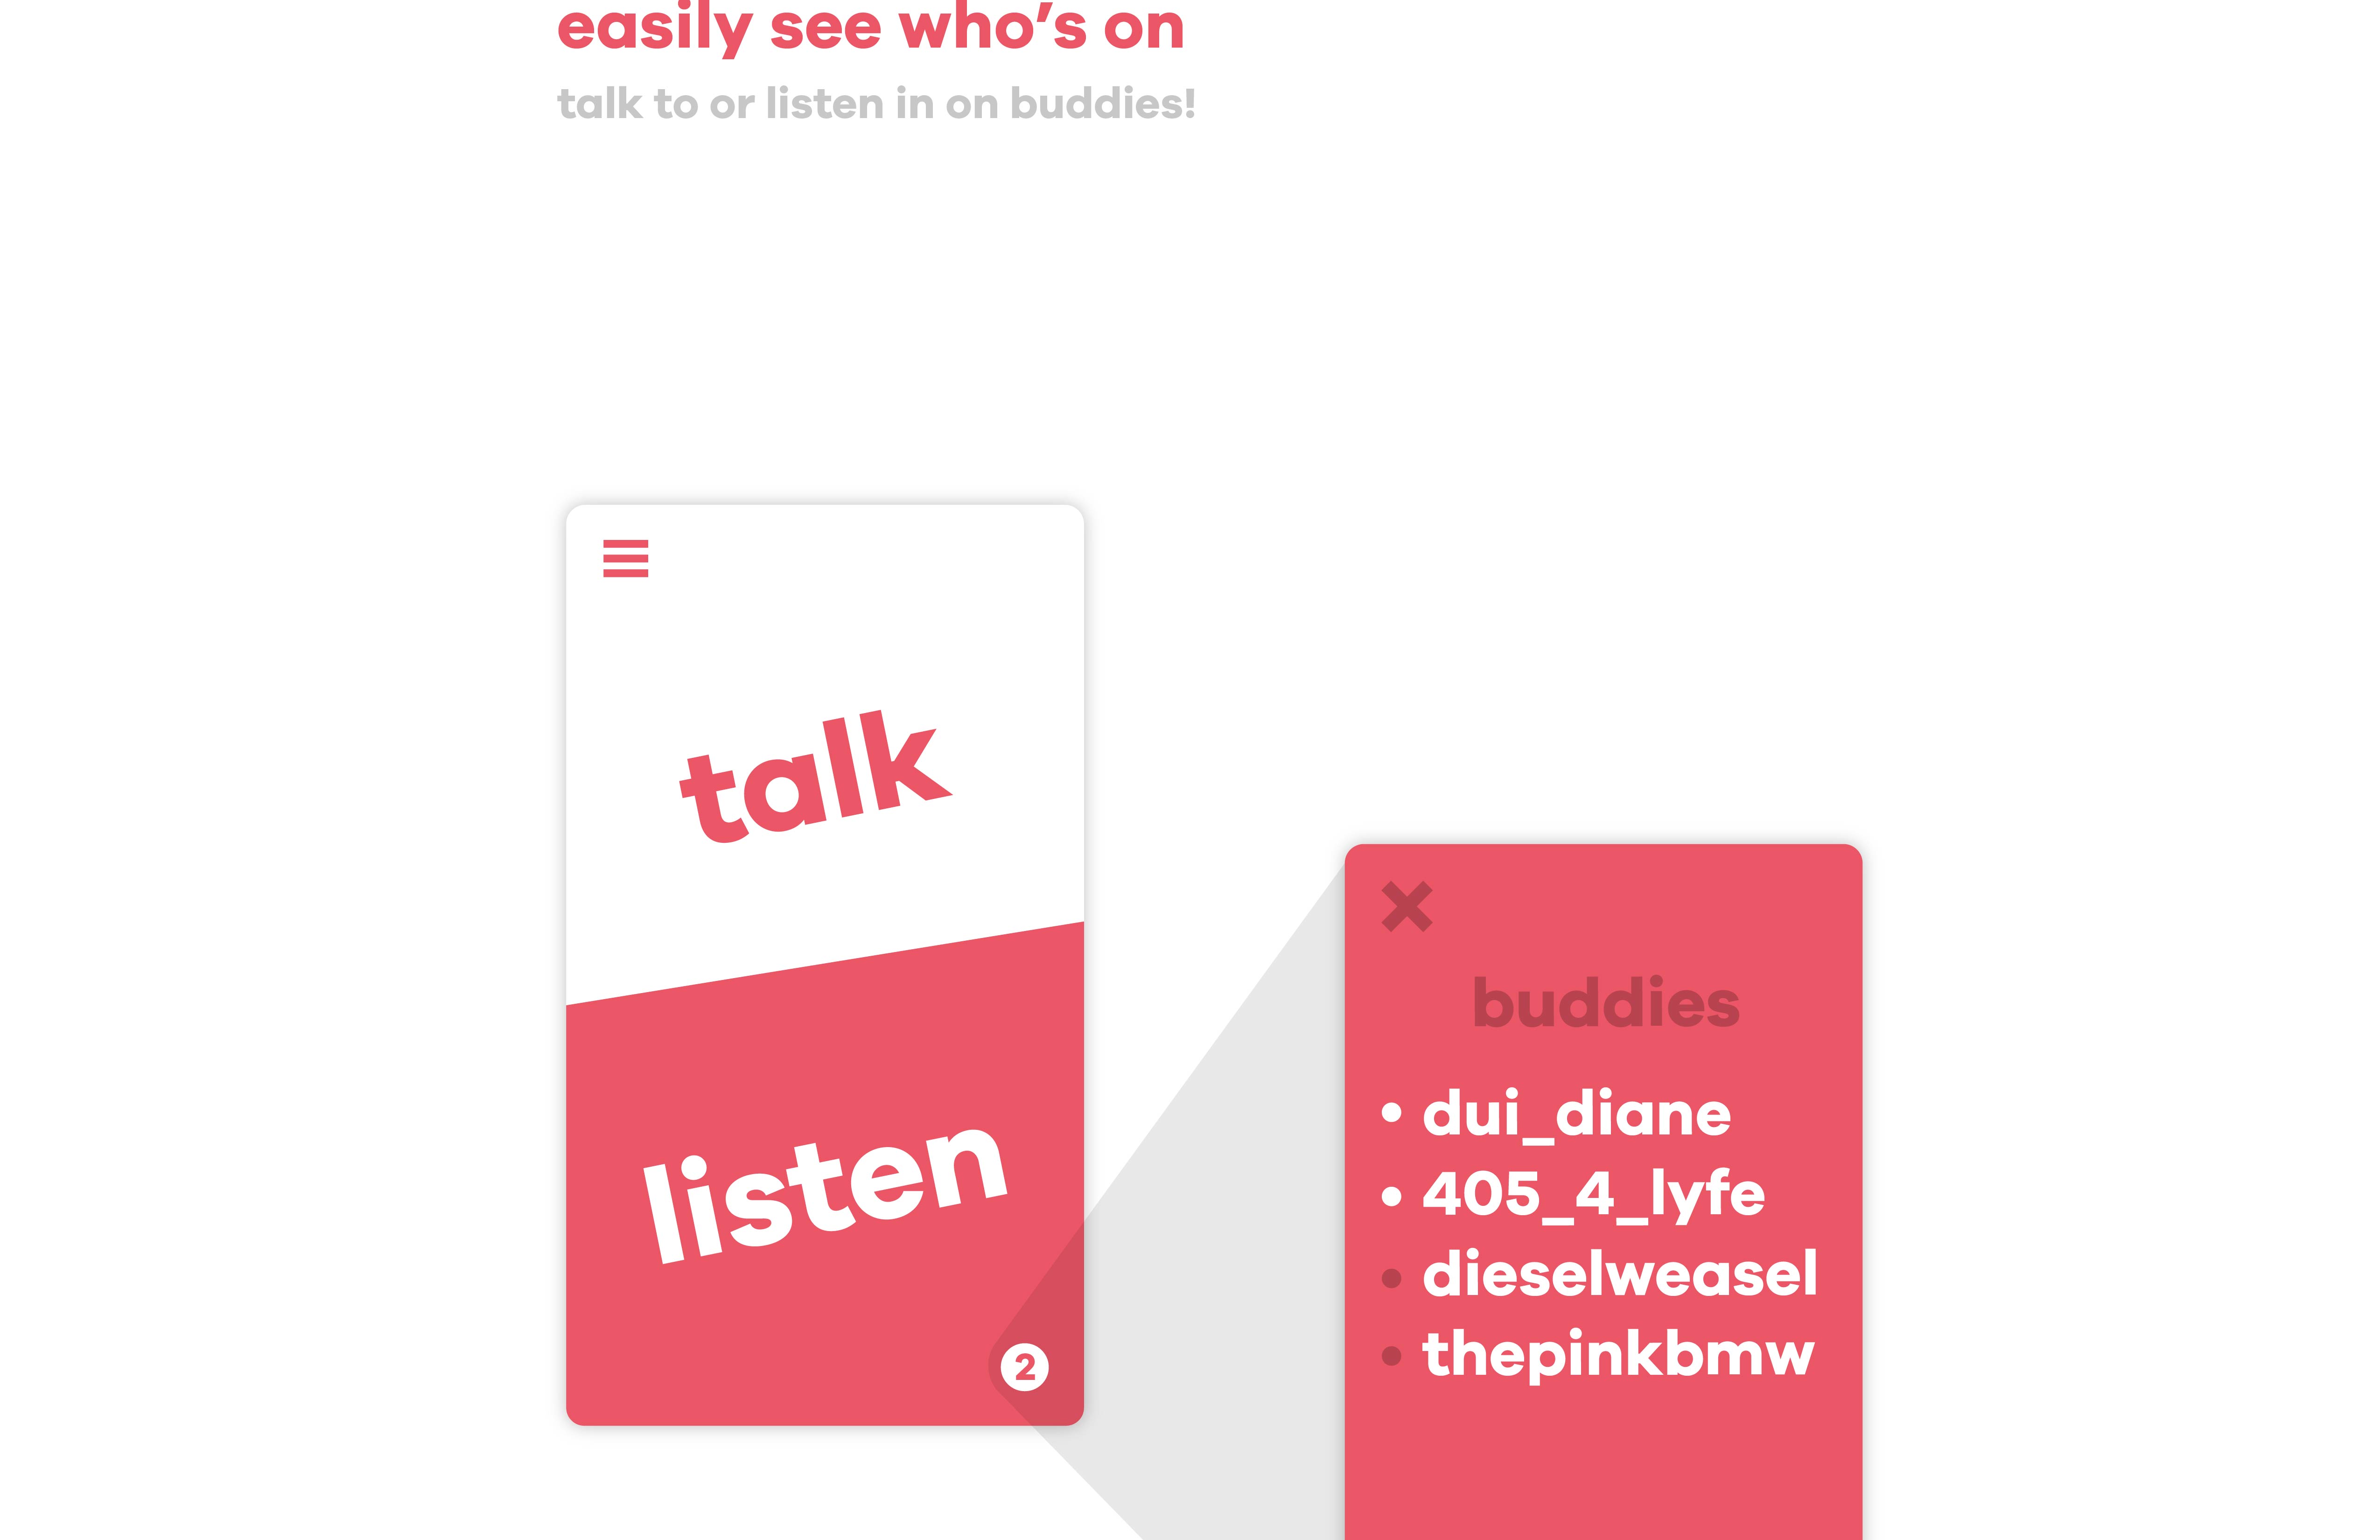 easily see who's on
talk to or listen in on buddies!
talk
listen
2
buddies
• dui_diane
• 405_4_lyfe
• dieselweasel
• thepinkbmw